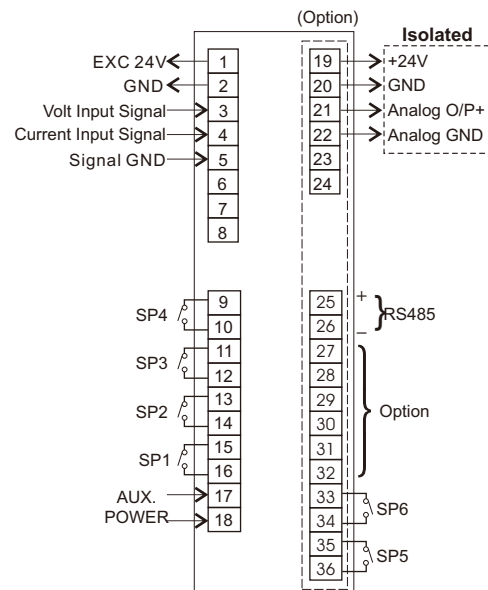 (Option)
Isolated
EXC 24V 1
GND 2
Volt Input Signal 3
Current Input Signal 4
Signal GND 5
6
7
8
19 +24V
20 GND
21 Analog O/P+
22 Analog GND
23
24
SP4 9
10
SP3 11
12
SP2 13
14
SP1 15
16
AUX. 17
POWER 18
25 +
RS485
26 −
27
28
29
Option
30
31
32
33
SP6
34
35
SP5
36